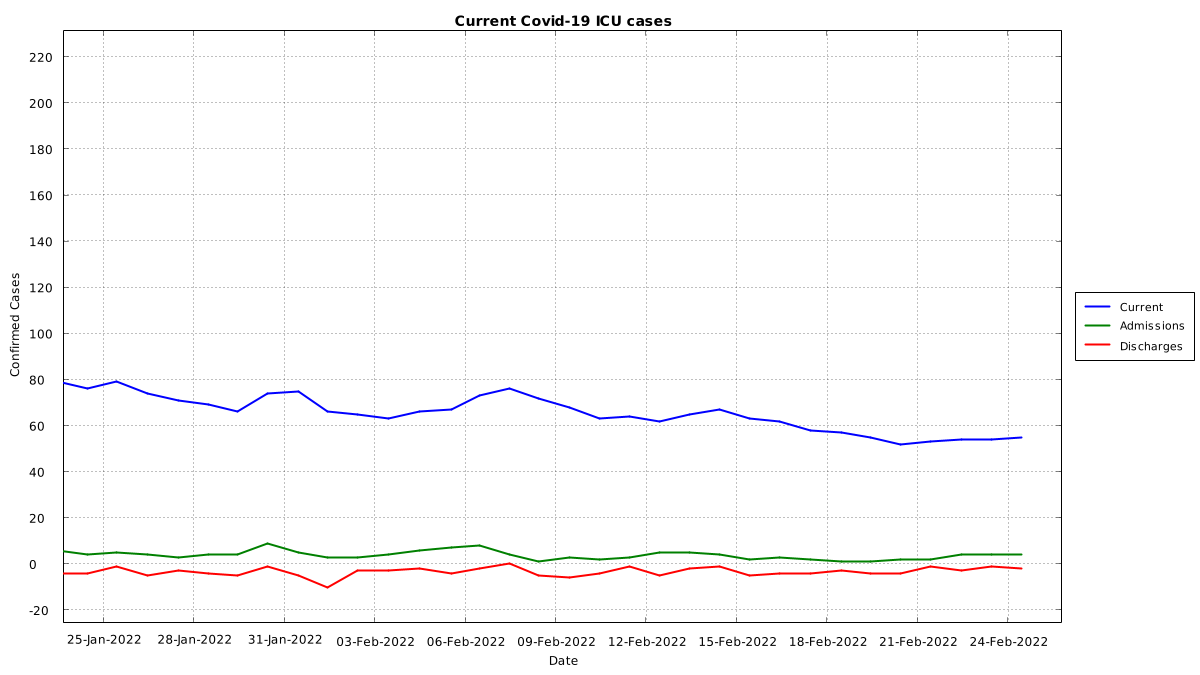 Current Covid-19 ICU cases
220
200
180
160
140
120
100
80
60
40
20
0
-20
Confirmed Cases
25-Jan-2022 28-Jan-2022 31-Jan-2022 03-Feb-2022 06-Feb-2022 09-Feb-2022 12-Feb-2022 15-Feb-2022 18-Feb-2022 21-Feb-2022 24-Feb-2022
Date
Current
Admissions
Discharges